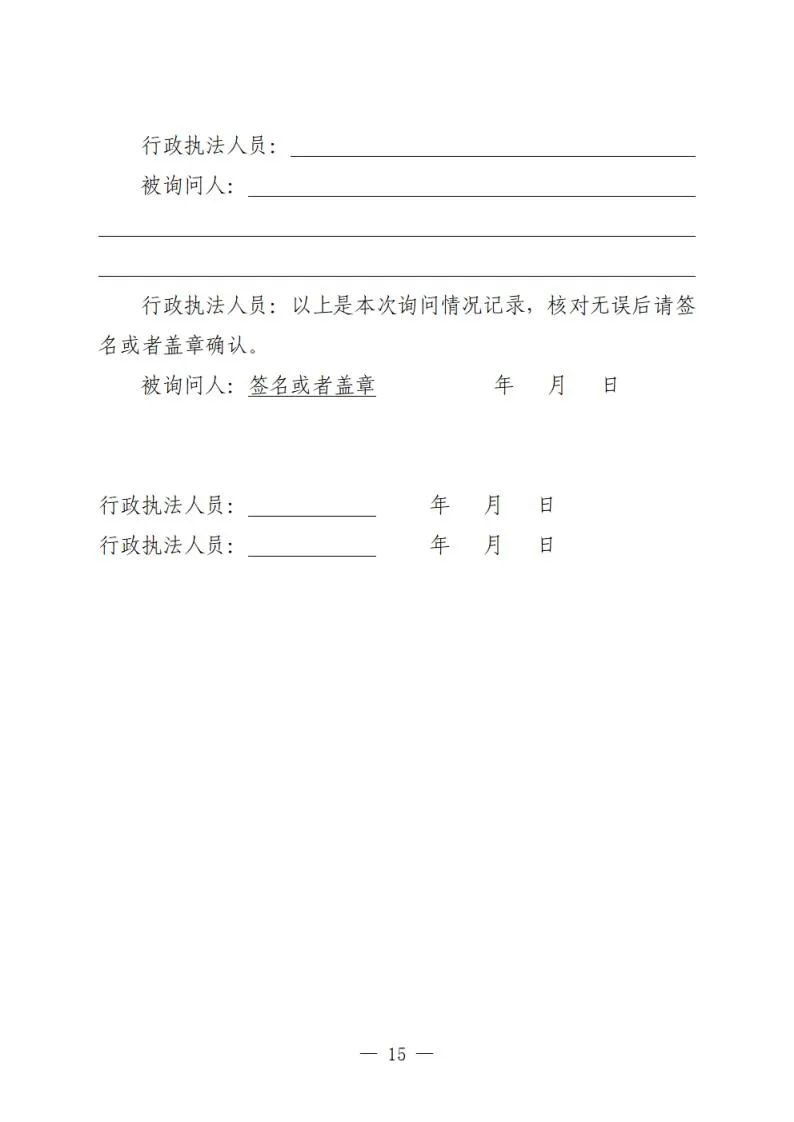 行政执法人员：
被询问人：
行政执法人员：以上是本次询问情况记录，核对无误后请签
名或者盖章确认。
被询问人：签名或者盖章 年 月 日
行政执法人员： 年 月 日
行政执法人员： 年 月 日
— 15 —